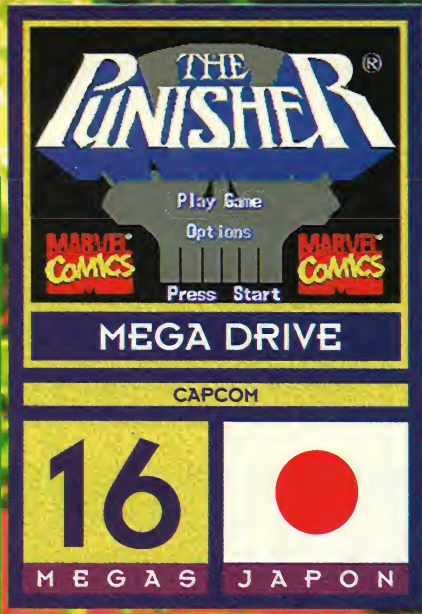 THE
PUNISHER®
Play Game
Options
MARVEL COMICS
MARVEL COMICS
Press Start
MEGA DRIVE
CAPCOM
16
MEGAS
JAPON